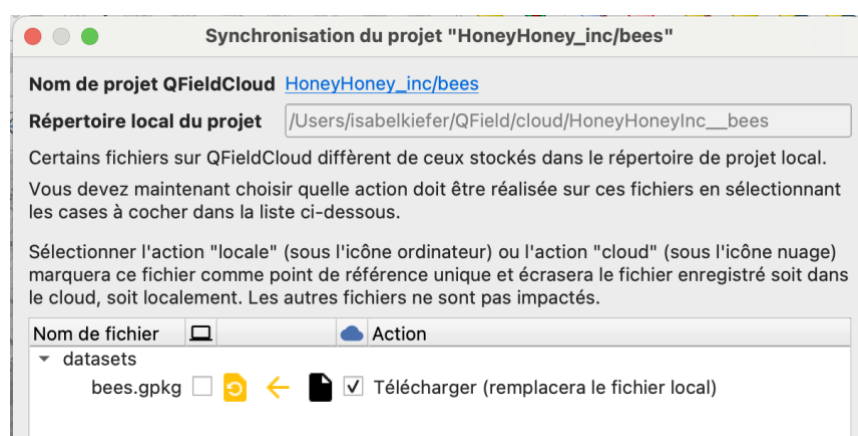 Synchronisation du projet "HoneyHoney_inc/bees"
Nom de projet QFieldCloud HoneyHoney_inc/bees
Répertoire local du projet /Users/isabelkiefer/QField/cloud/HoneyHoneyInc__bees
Certains fichiers sur QFieldCloud diffèrent de ceux stockés dans le répertoire de projet local.
Vous devez maintenant choisir quelle action doit être réalisée sur ces fichiers en sélectionnant
les cases à cocher dans la liste ci-dessous.
Sélectionner l'action "locale" (sous l'icône ordinateur) ou l'action "cloud" (sous l'icône nuage)
marquera ce fichier comme point de référence unique et écrasera le fichier enregistré soit dans
le cloud, soit localement. Les autres fichiers ne sont pas impactés.
Nom de fichier Action
datasets
bees.gpkg Télécharger (remplacera le fichier local)